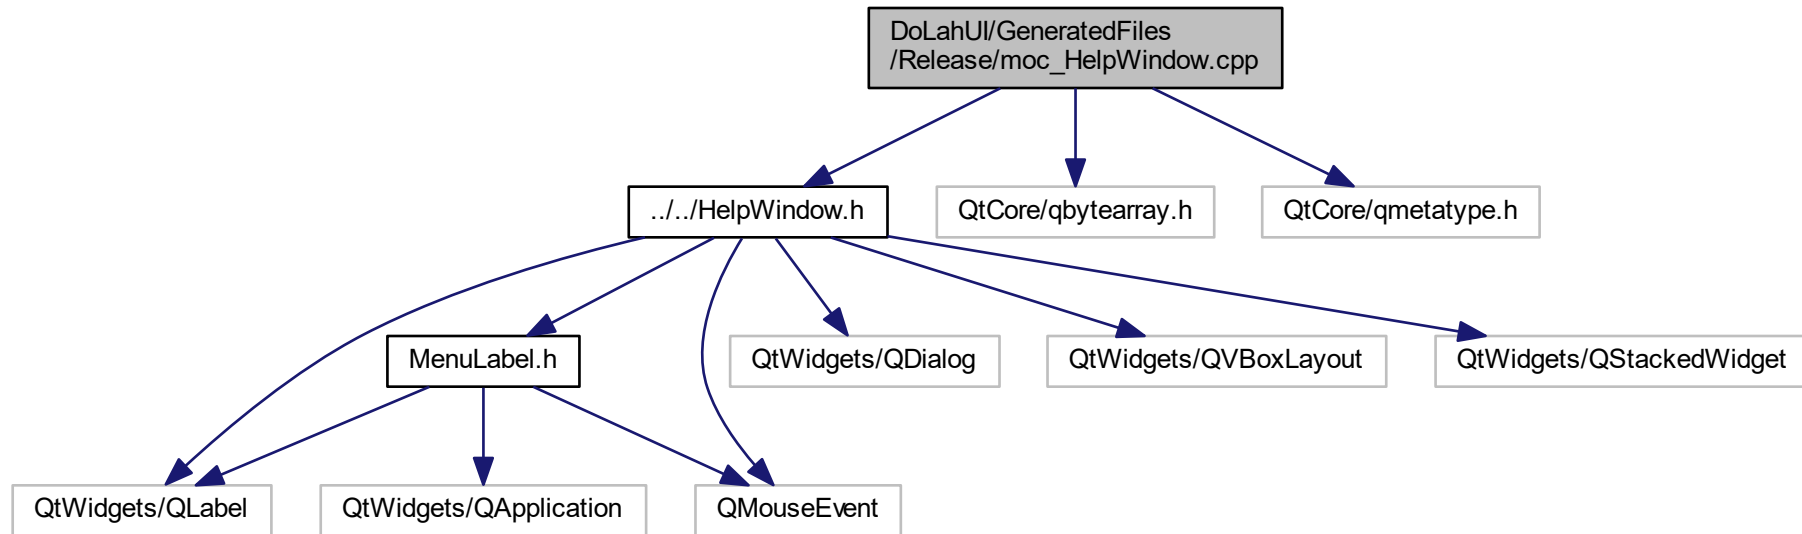 DoLahUI/GeneratedFiles
/Release/moc_HelpWindow.cpp
../../HelpWindow.h
QtCore/qbytearray.h
QtCore/qmetatype.h
MenuLabel.h
QtWidgets/QDialog
QtWidgets/QVBoxLayout
QtWidgets/QStackedWidget
QtWidgets/QLabel
QtWidgets/QApplication
QMouseEvent